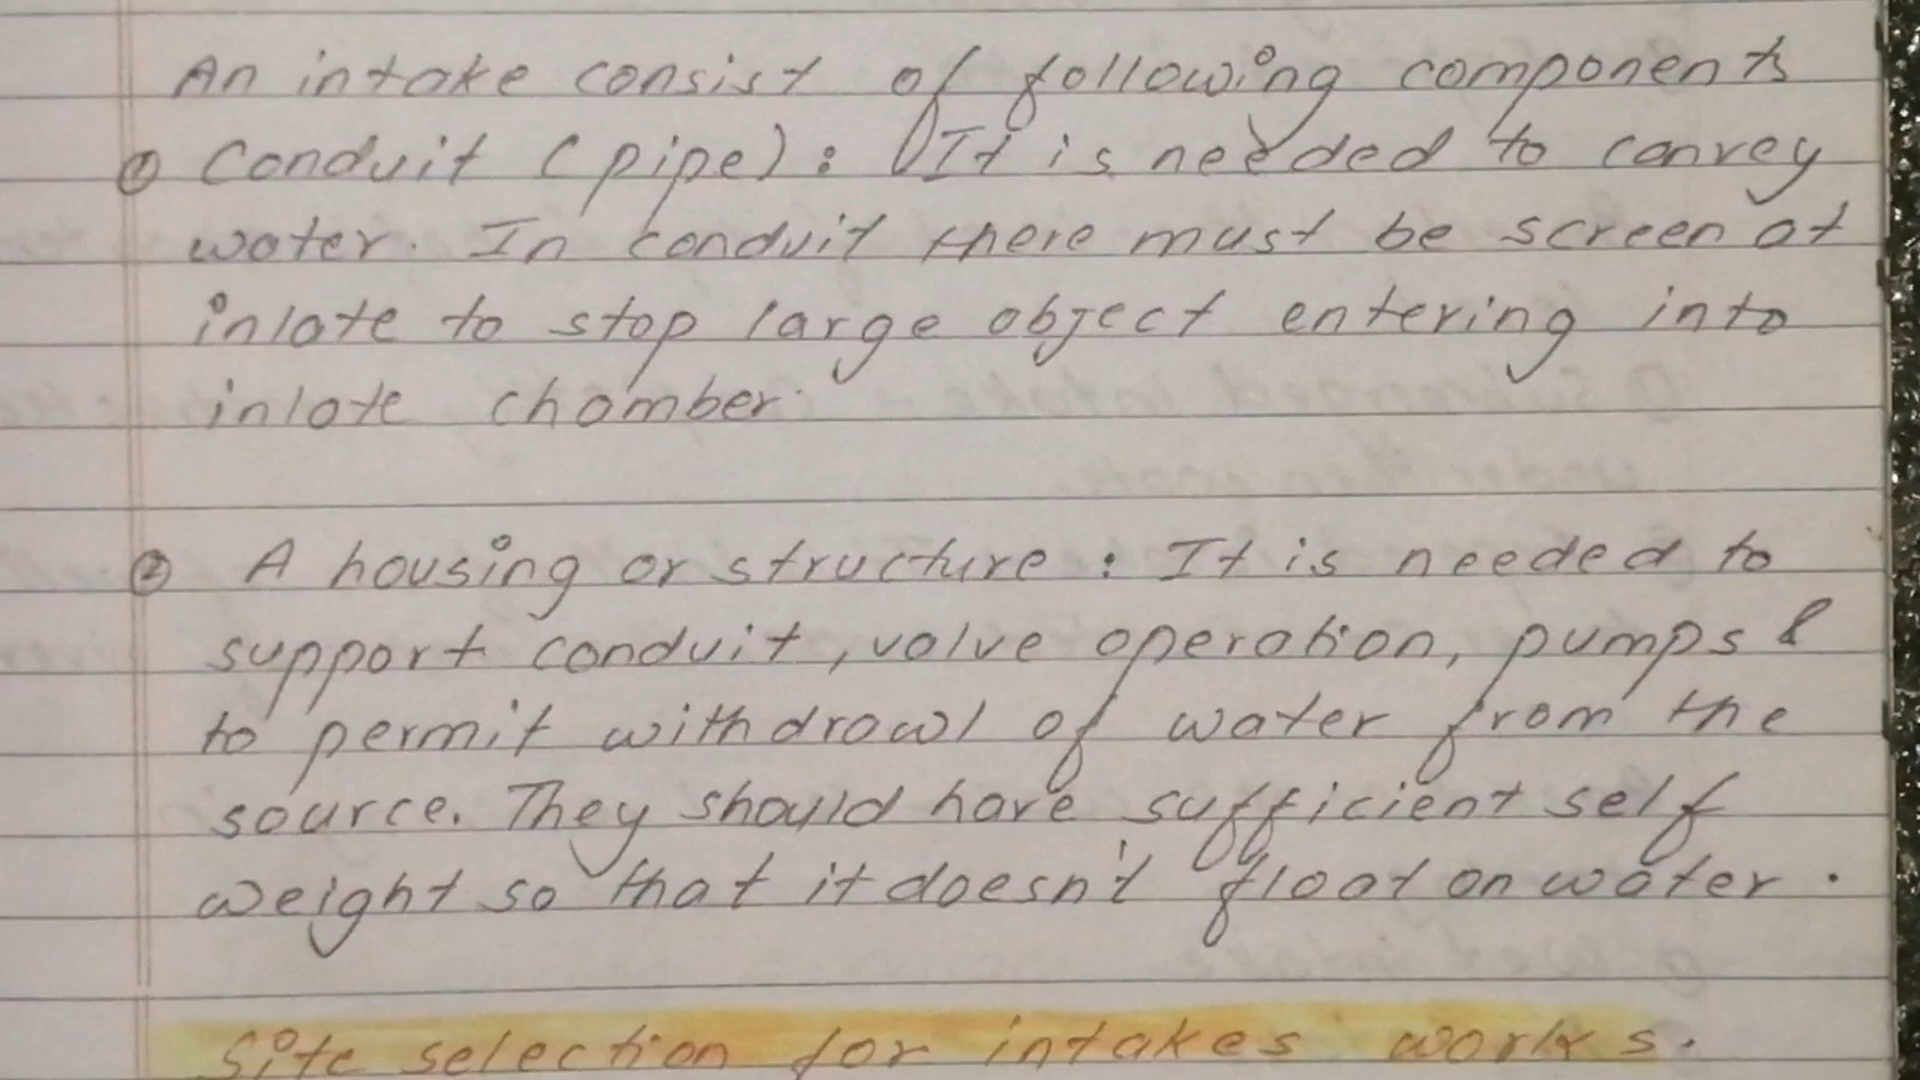 An intake consist of following components
① Conduit (pipe): It is needed to convey
water. In conduit there must be screen at
inlate to stop large object entering into
inlate chamber.
② A housing or structure: It is needed to
support conduit, valve operation, pumps &
to permit withdrawl of water from the
source. They should have sufficient self
weight so that it doesn't float on water.
Site selection for intakes works.